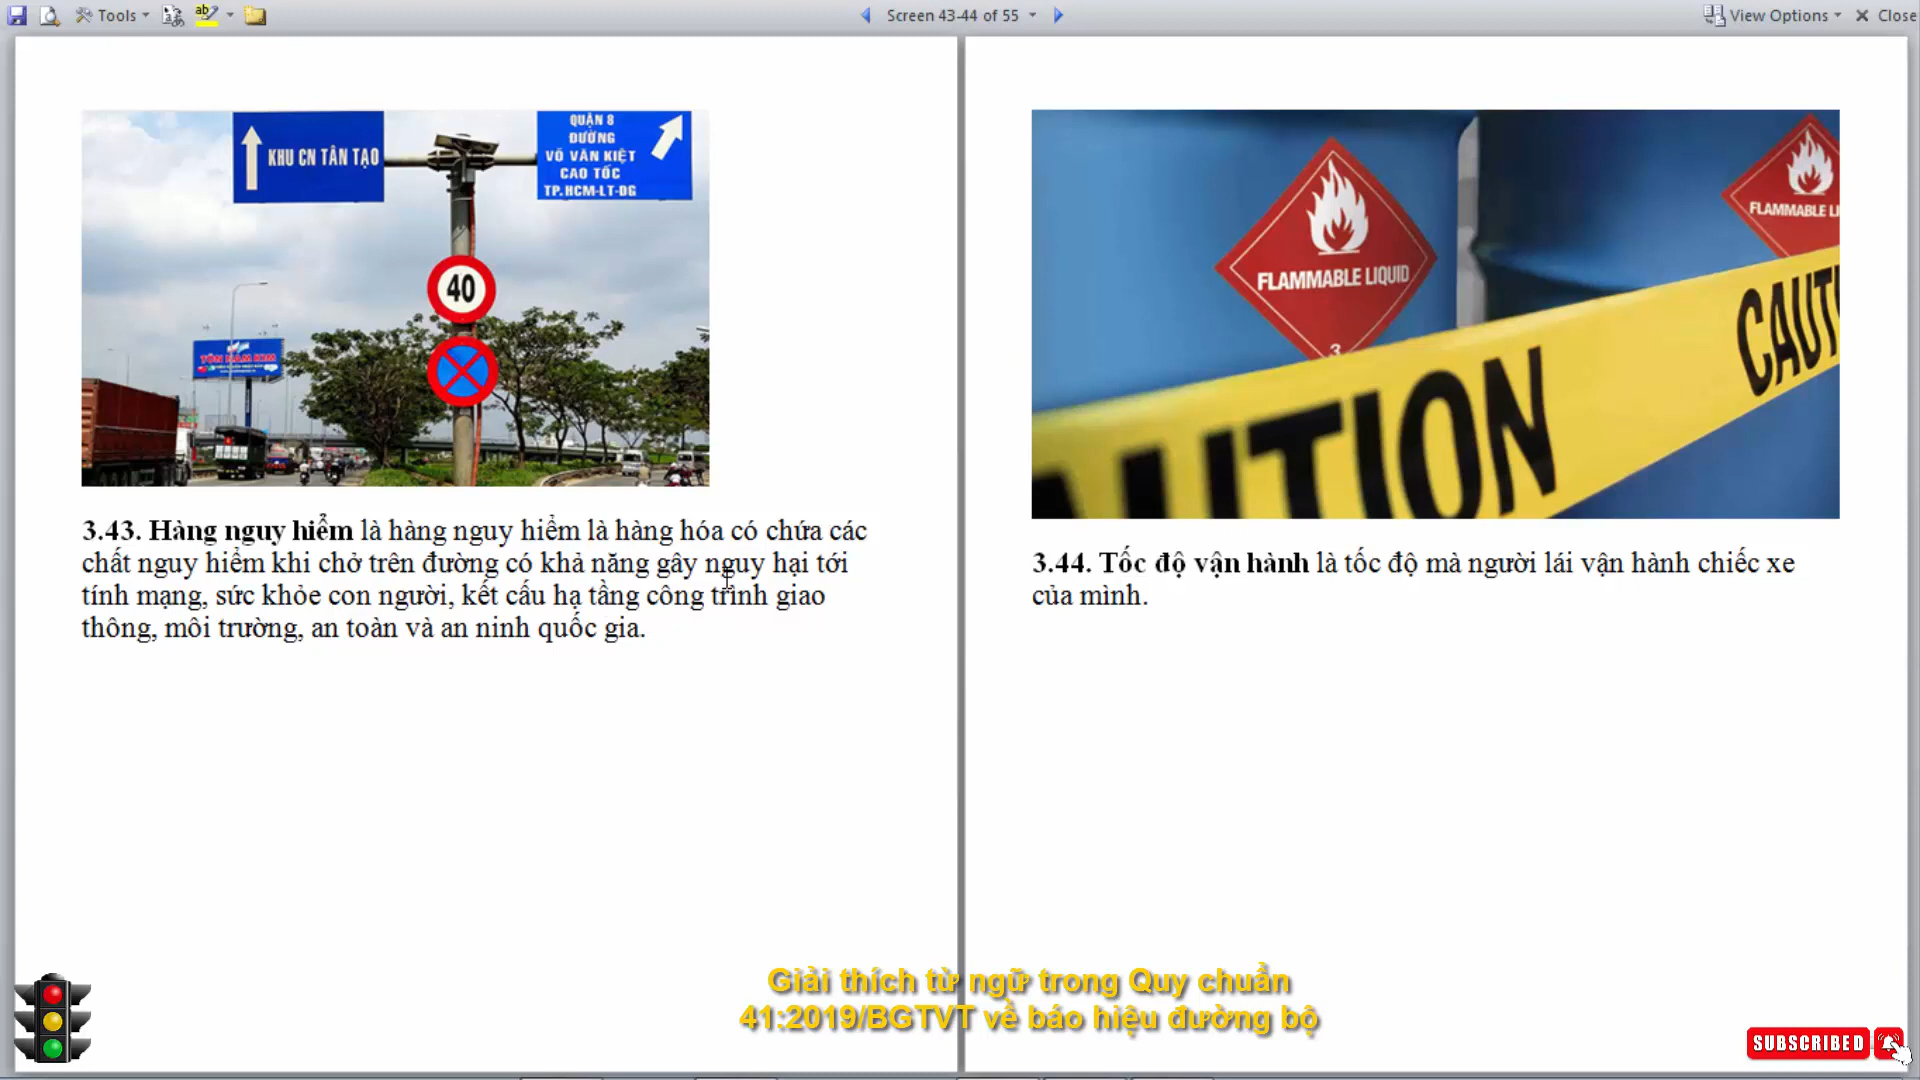 Tools
Screen 43-44 of 55
View Options
Close
KHU CN TÂN TẠO
QUẬN 8
ĐƯỜNG
VÕ VĂN KIỆT
CAO TỐC
TP.HCM-LT-DG
40
TÔN NAM KIM
3.43. Hàng nguy hiểm là hàng nguy hiểm là hàng hóa có chứa các
chất nguy hiểm khi chở trên đường có khả năng gây nguy hại tới
tính mạng, sức khỏe con người, kết cấu hạ tầng công trình giao
thông, môi trường, an toàn và an ninh quốc gia.
FLAMMABLE LIQUID
3
FLAMMABLE LI
AUTION
CAUTI
3.44. Tốc độ vận hành là tốc độ mà người lái vận hành chiếc xe
của mình.
Giải thích từ ngữ trong Quy chuẩn
41:2019/BGTVT về báo hiệu đường bộ
SUBSCRIBED